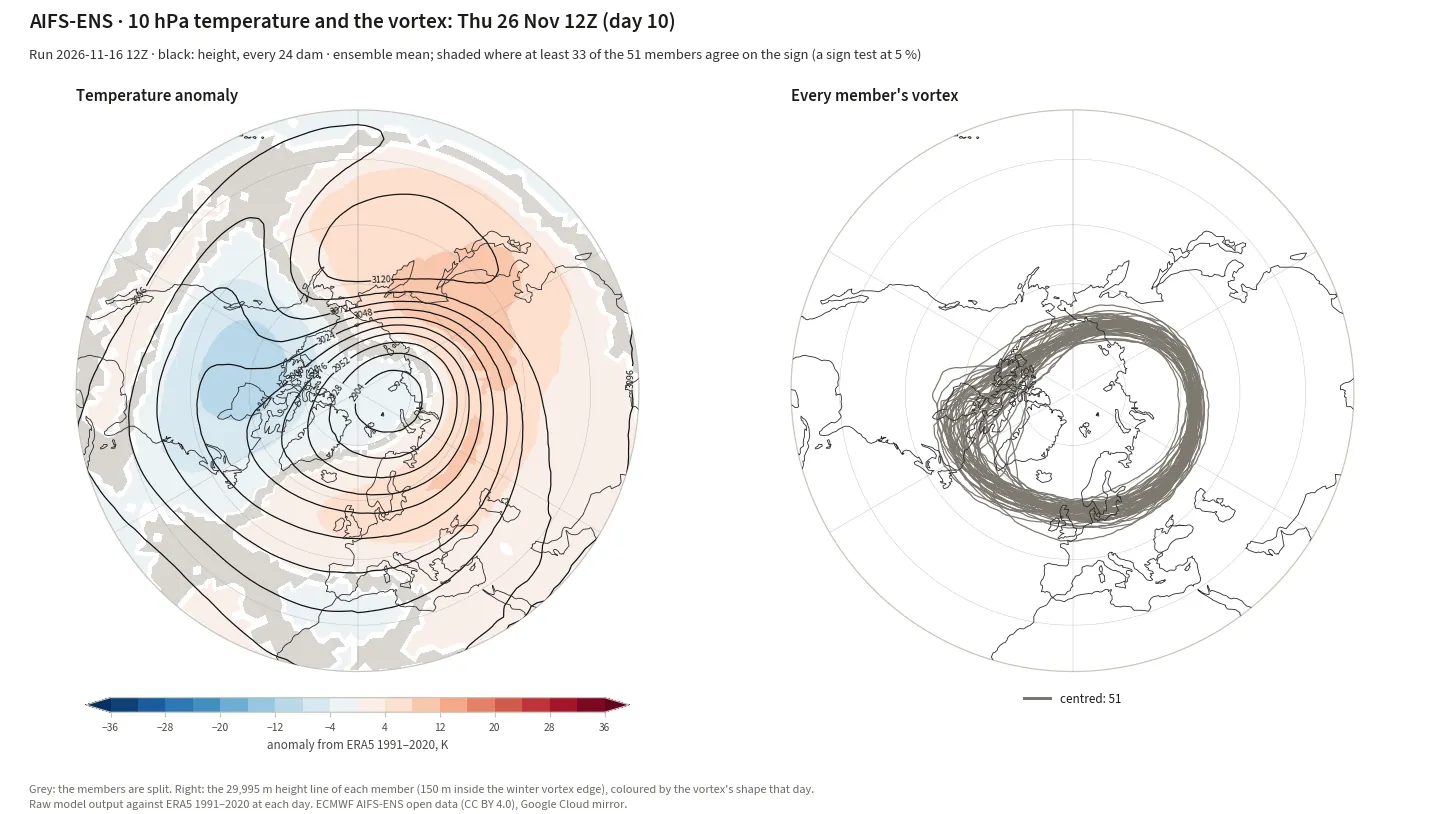 AIFS-ENS · 10 hPa temperature and the vortex: Thu 26 Nov 12Z (day 10)
Run 2026-11-16 12Z · black: height, every 24 dam · ensemble mean; shaded where at least 33 of the 51 members agree on the sign (a sign test at 5 %)
Temperature anomaly
Every member's vortex
3120
3048
3024
2952
2904
−36 −28 −20 −12 −4 4 12 20 28 36
anomaly from ERA5 1991–2020, K
centred: 51
Grey: the members are split. Right: the 29,995 m height line of each member (150 m inside the winter vortex edge), coloured by the vortex's shape that day.
Raw model output against ERA5 1991–2020 at each day. ECMWF AIFS-ENS open data (CC BY 4.0), Google Cloud mirror.